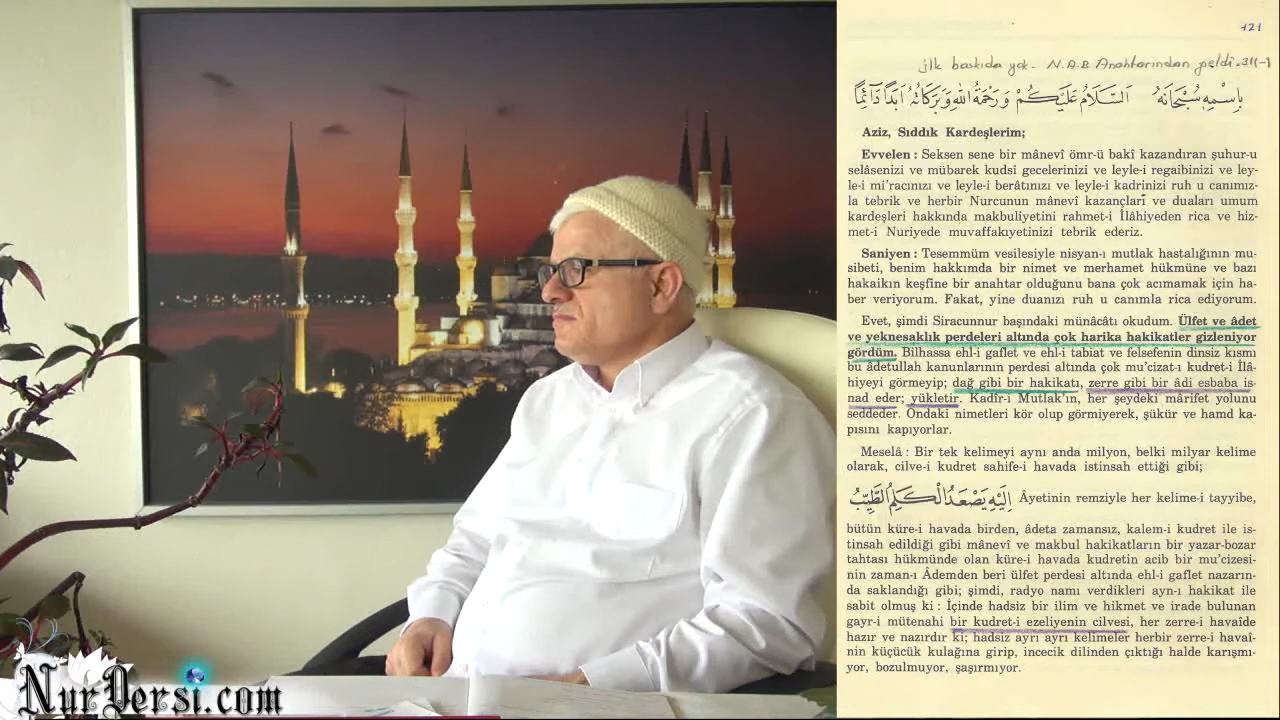 121
ilk baskıda yok. N.A.B Anahtarından geldi.311-1
بِاسْمِهِ سُبْحَانَهُ اَلسَّلَامُ عَلَيْكُمْ وَرَحْمَةُ اللهِ وَبَرَكَاتُهُ اَبَدًا دَائِمًا
Aziz, Sıddık Kardeşlerim;
Evvelen : Seksen sene bir mânevî ömr-ü bakî kazandıran şuhur-u
selâsenizi ve mübarek kudsî gecelerinizi ve leyle-i regaibinizi ve ley-
le-i mi'racınızı ve leyle-i berâtınızı ve leyle-i kadrinizi ruh u canımız-
la tebrik ve herbir Nurcunun mânevî kazançları ve duaları umum
kardeşleri hakkında makbuliyetini rahmet-i İlâhiyeden rica ve hiz-
met-i Nuriyede muvaffakıyetinizi tebrik ederiz.
Saniyen : Tesemmüm vesilesiyle nisyan-ı mutlak hastalığının mu-
sibeti, benim hakkımda bir nimet ve merhamet hükmüne ve bazı
hakaikın keşfine bir anahtar olduğunu bana çok acımamak için ha-
ber veriyorum. Fakat, yine duanızı ruh u canımla rica ediyorum.
Evet, şimdi Siracunnur başındaki münâcâtı okudum. Ülfet ve âdet
ve yeknesaklık perdeleri altında çok harika hakikatler gizleniyor
gördüm. Bilhassa ehl-i gaflet ve ehl-i tabiat ve felsefenin dinsiz kısmı
bu âdetullah kanunlarının perdesi altında çok mu'cizat-ı kudret-i İlâ-
hiyeyi görmeyip; dağ gibi bir hakikatı, zerre gibi bir âdi esbaba is-
nad eder; yükletir. Kadîr-i Mutlak'ın, her şeydeki mârifet yolunu
seddeder. Ondaki nimetleri kör olup görmiyerek, şükür ve hamd ka-
pısını kapıyorlar.
Meselâ : Bir tek kelimeyi aynı anda milyon, belki milyar kelime
olarak, cilve-i kudret sahife-i havada istinsah ettiği gibi;
اِلَيْهِ يَصْعَدُ الْكَلِمُ الطَّيِّبُ Âyetinin remziyle her kelime-i tayyibe,
bütün küre-i havada birden, âdeta zamansız, kalem-i kudret ile is-
tinsah edildiği gibi mânevî ve makbul hakikatların bir yazar-bozar
tahtası hükmünde olan küre-i havada kudretin acib bir mu'cizesi-
nin zaman-ı Âdemden beri ülfet perdesi altında ehl-i gaflet nazarın-
da saklandığı gibi; şimdi, radyo namı verdikleri ayn-ı hakikat ile
sabit olmuş ki : İçinde hadsiz bir ilim ve hikmet ve irade bulunan
gayr-i mütenahi bir kudret-i ezeliyenin cilvesi, her zerre-i havaîde
hazır ve nazırdır ki; hadsiz ayrı ayrı kelimeler herbir zerre-i havaî-
nin küçücük kulağına girip, incecik dilinden çıktığı halde karışmı-
yor, bozulmuyor, şaşırmıyor.
NurDersi.com